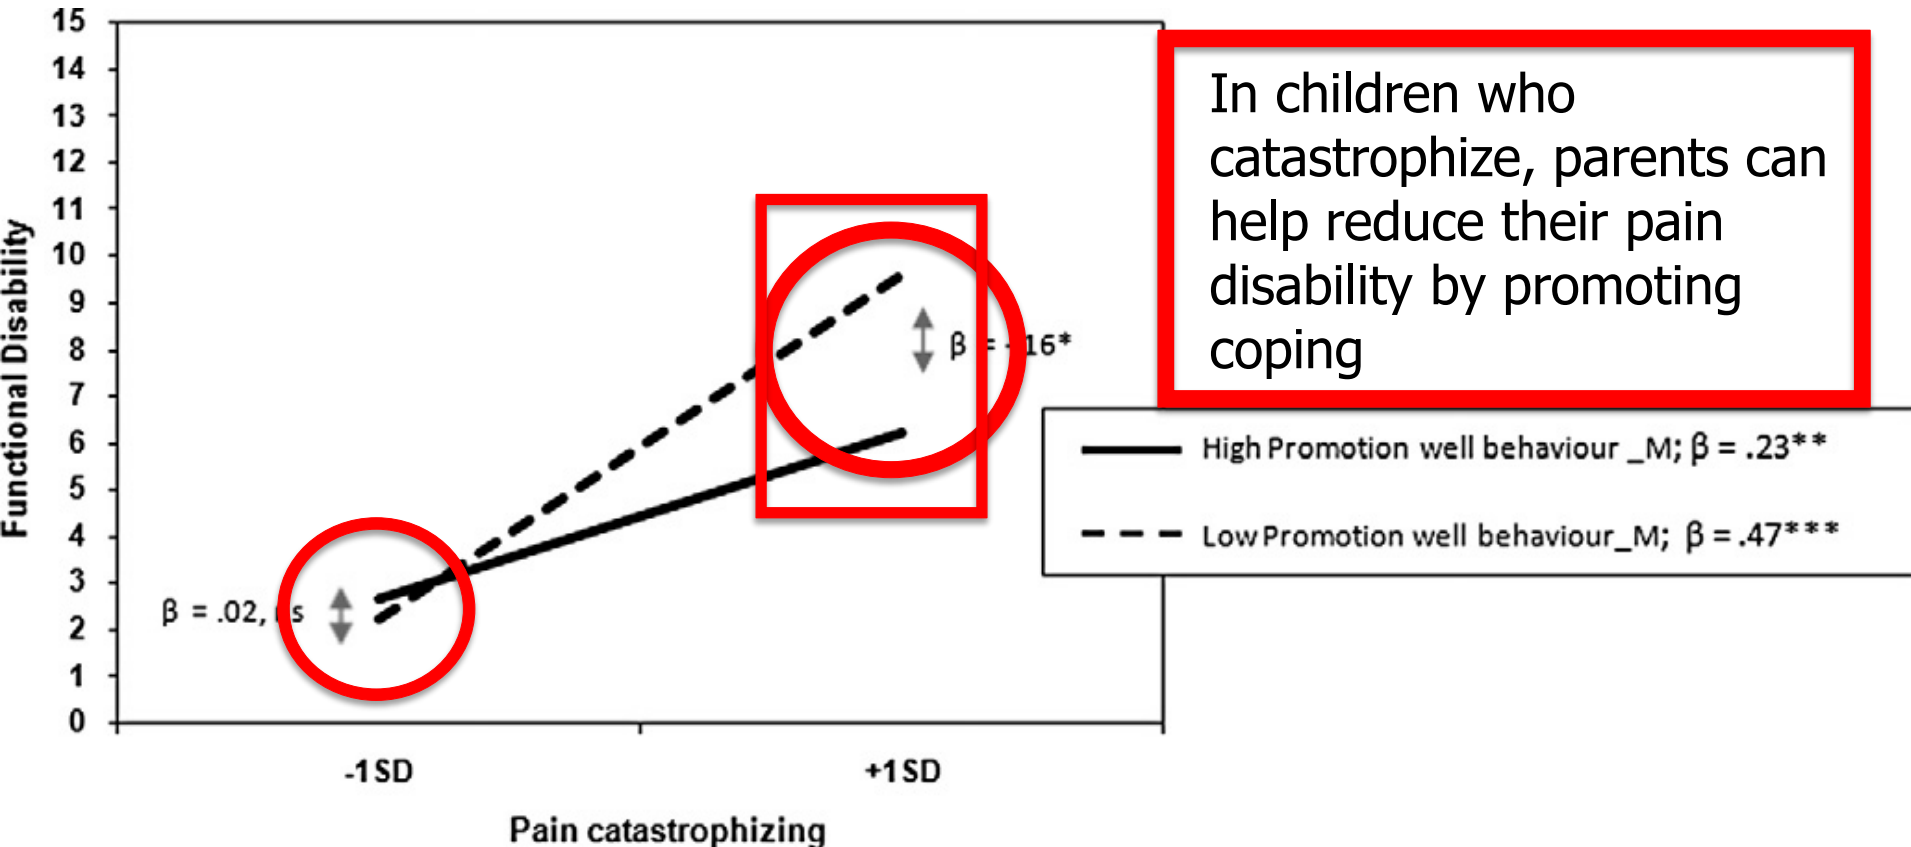 15
14
13
12
11
10
9
8
7
6
5
4
3
2
1
0
Functional Disability
-1SD
+1SD
Pain catastrophizing
β = .02, ns
β = -.16*
In children who
catastrophize, parents can
help reduce their pain
disability by promoting
coping
High Promotion well behaviour _M; β = .23**
Low Promotion well behaviour_M; β = .47***